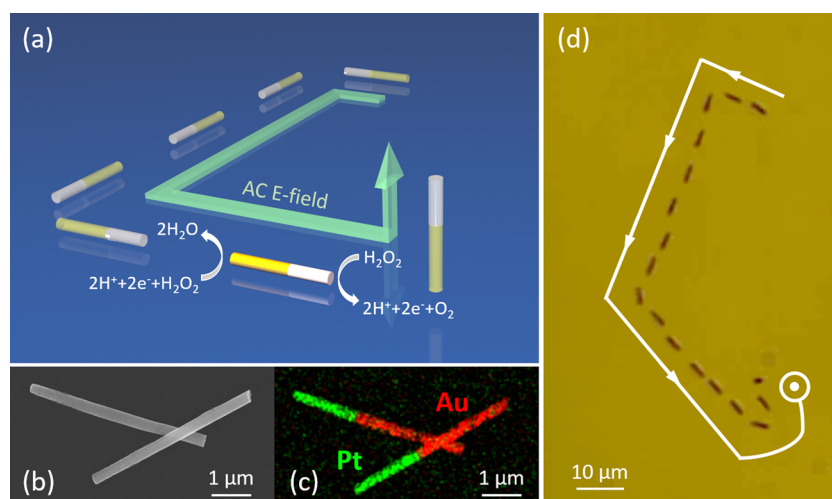 (a)
AC E-field
2H₂O
2H⁺+2e⁻+H₂O₂
H₂O₂
2H⁺+2e⁻+O₂
(b)
1 μm
(c)
Au
Pt
1 μm
(d)
10 μm